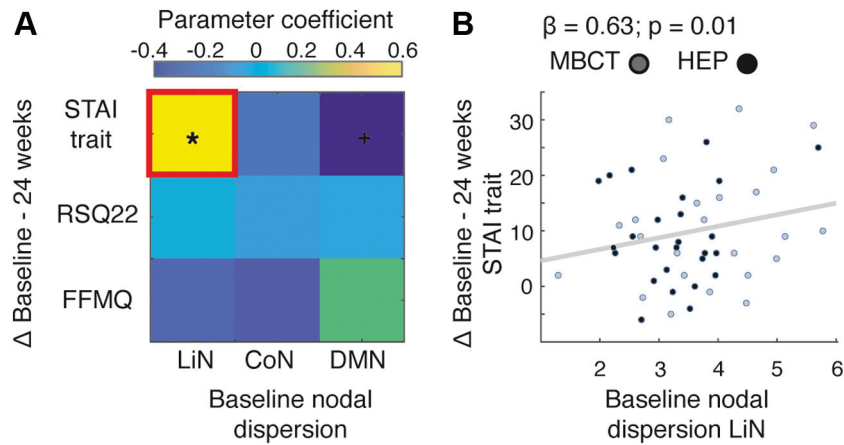 A
Parameter coefficient
-0.4 -0.2 0 0.2 0.4 0.6
Δ Baseline - 24 weeks
STAI
trait
* +
RSQ22
FFMQ
LiN CoN DMN
Baseline nodal
dispersion
B
β = 0.63; p = 0.01
MBCT HEP
Δ Baseline - 24 weeks
STAI trait
30
20
10
0
2 3 4 5 6
Baseline nodal
dispersion LiN